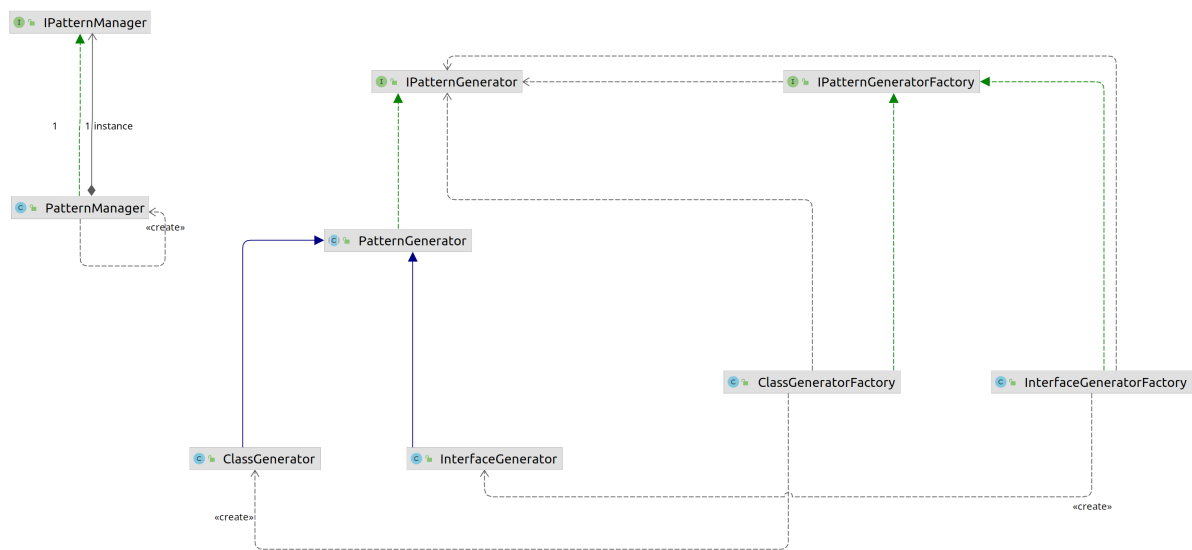 IPatternManager
IPatternGenerator
IPatternGeneratorFactory
1
1 instance
PatternManager
«create»
PatternGenerator
ClassGeneratorFactory
InterfaceGeneratorFactory
ClassGenerator
InterfaceGenerator
«create»
«create»